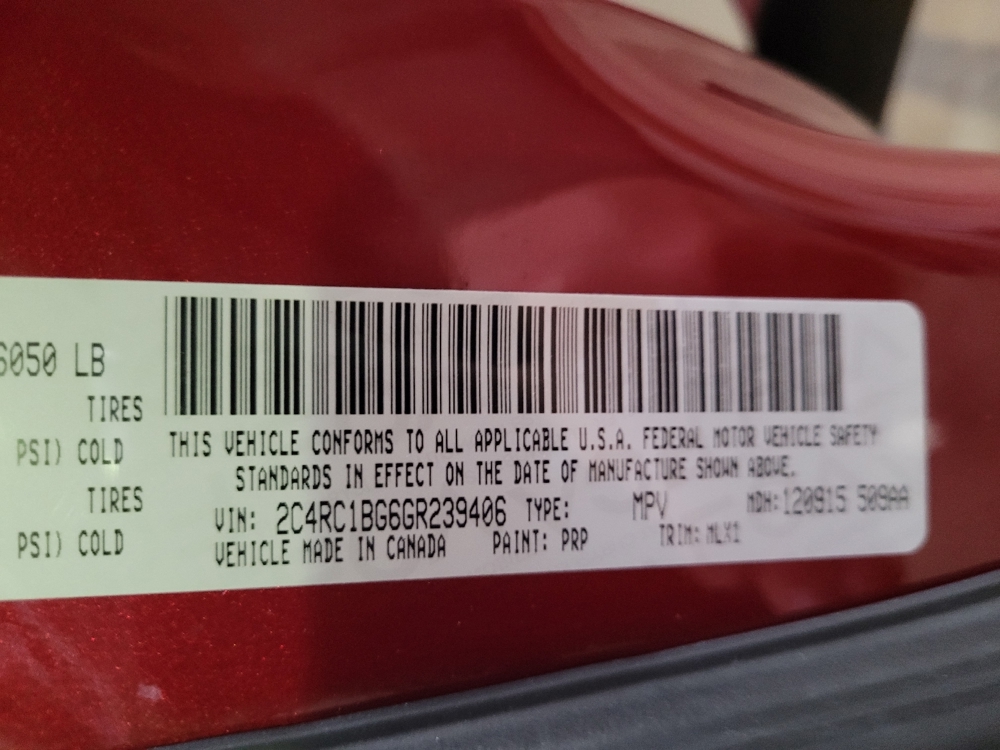 6050 LB
TIRES
PSI) COLD
TIRES
PSI) COLD
THIS VEHICLE CONFORMS TO ALL APPLICABLE U.S.A. FEDERAL MOTOR VEHICLE SAFETY
STANDARDS IN EFFECT ON THE DATE OF MANUFACTURE SHOWN ABOVE.
VIN: 2C4RC1BG6GR239406 TYPE: MPV MDH: 120915 509AA
VEHICLE MADE IN CANADA PAINT: PRP TRIM: